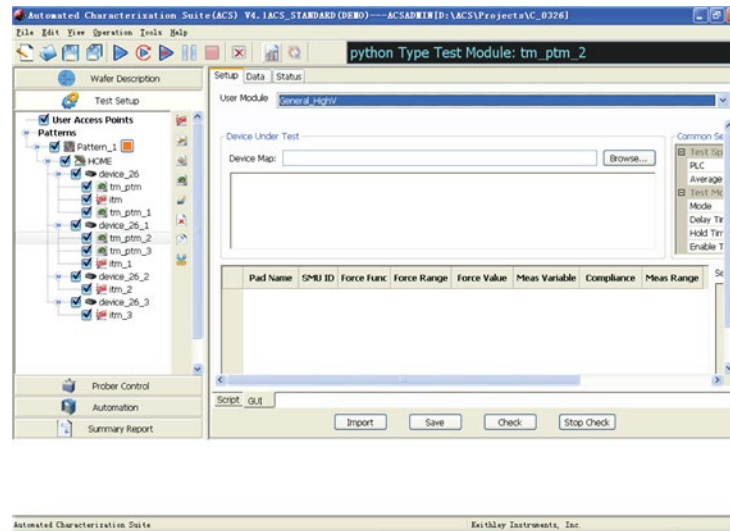 Automated Characterization Suite(ACS) V4.1ACS_STANDARD(DEMO)---ACSADMIN[D:\ACS\Projects\C_0326]
File Edit View Operation Tools Help
python Type Test Module: tm_ptm_2
Wafer Description
Test Setup
User Access Points
Patterns
Pattern_1
HOME
device_26
tm_ptm
itm
tm_ptm_1
device_26_1
tm_ptm_2
tm_ptm_3
itm_1
device_26_2
itm_2
device_26_3
itm_3
Prober Control
Automation
Summary Report
Setup Data Status
User Module General_HighV
Device Under Test
Device Map: Browse...
Common Se
Test Sp
PLC
Average
Test Mo
Mode
Delay Tir
Hold Tim
Enable T
Pad Name SMU ID Force Func Force Range Force Value Meas Variable Compliance Meas Range
Se
Script GUI
Import Save Check Stop Check
Automated Characterization Suite
Keithley Instruments, Inc.